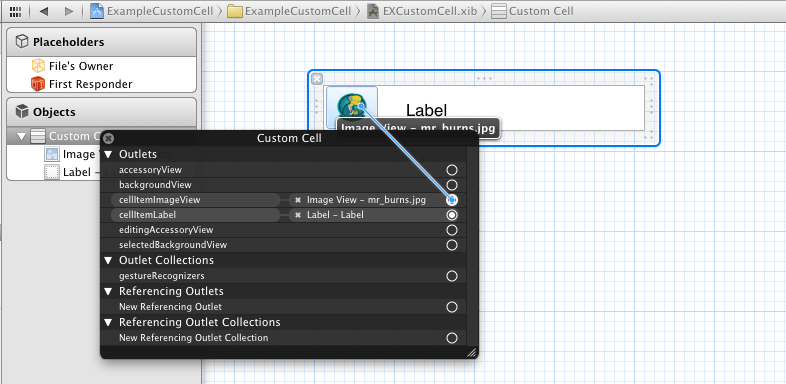 ExampleCustomCell
ExampleCustomCell
EXCustomCell.xib
Custom Cell
Placeholders
File's Owner
First Responder
Objects
Custom
Image
Label –
Label
Image View – mr_burns.jpg
Custom Cell
Outlets
accessoryView
backgroundView
cellItemImageView
Image View – mr_burns.jpg
cellItemLabel
Label – Label
editingAccessoryView
selectedBackgroundView
Outlet Collections
gestureRecognizers
Referencing Outlets
New Referencing Outlet
Referencing Outlet Collections
New Referencing Outlet Collection